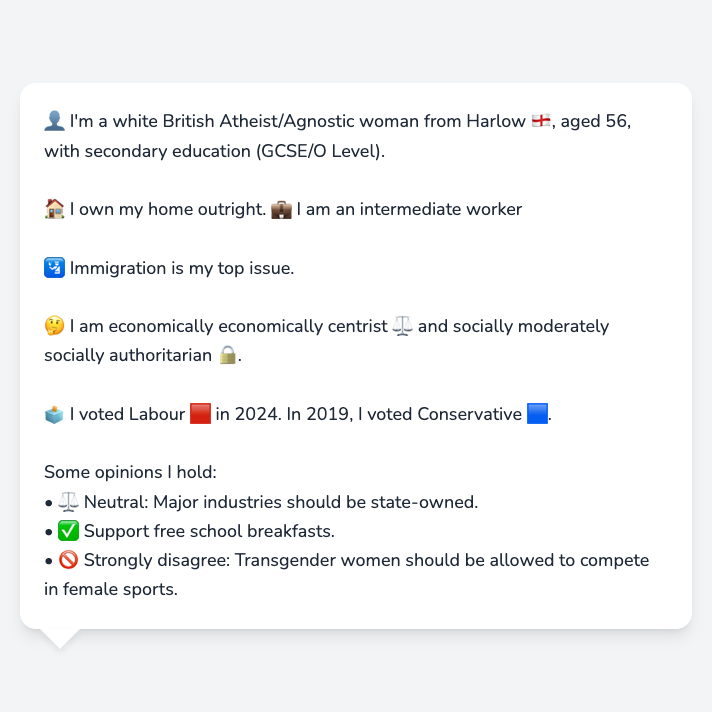 👤 I'm a white British Atheist/Agnostic woman from Harlow 🏴󠁧󠁢󠁥󠁮󠁧󠁿, aged 56,
with secondary education (GCSE/O Level).
🏠 I own my home outright. 💼 I am an intermediate worker
🛂 Immigration is my top issue.
🤔 I am economically economically centrist ⚖️ and socially moderately
socially authoritarian 🔒.
🗳️ I voted Labour 🟥 in 2024. In 2019, I voted Conservative 🟦.
Some opinions I hold:
• ⚖️ Neutral: Major industries should be state-owned.
• ✅ Support free school breakfasts.
• 🚫 Strongly disagree: Transgender women should be allowed to compete
in female sports.